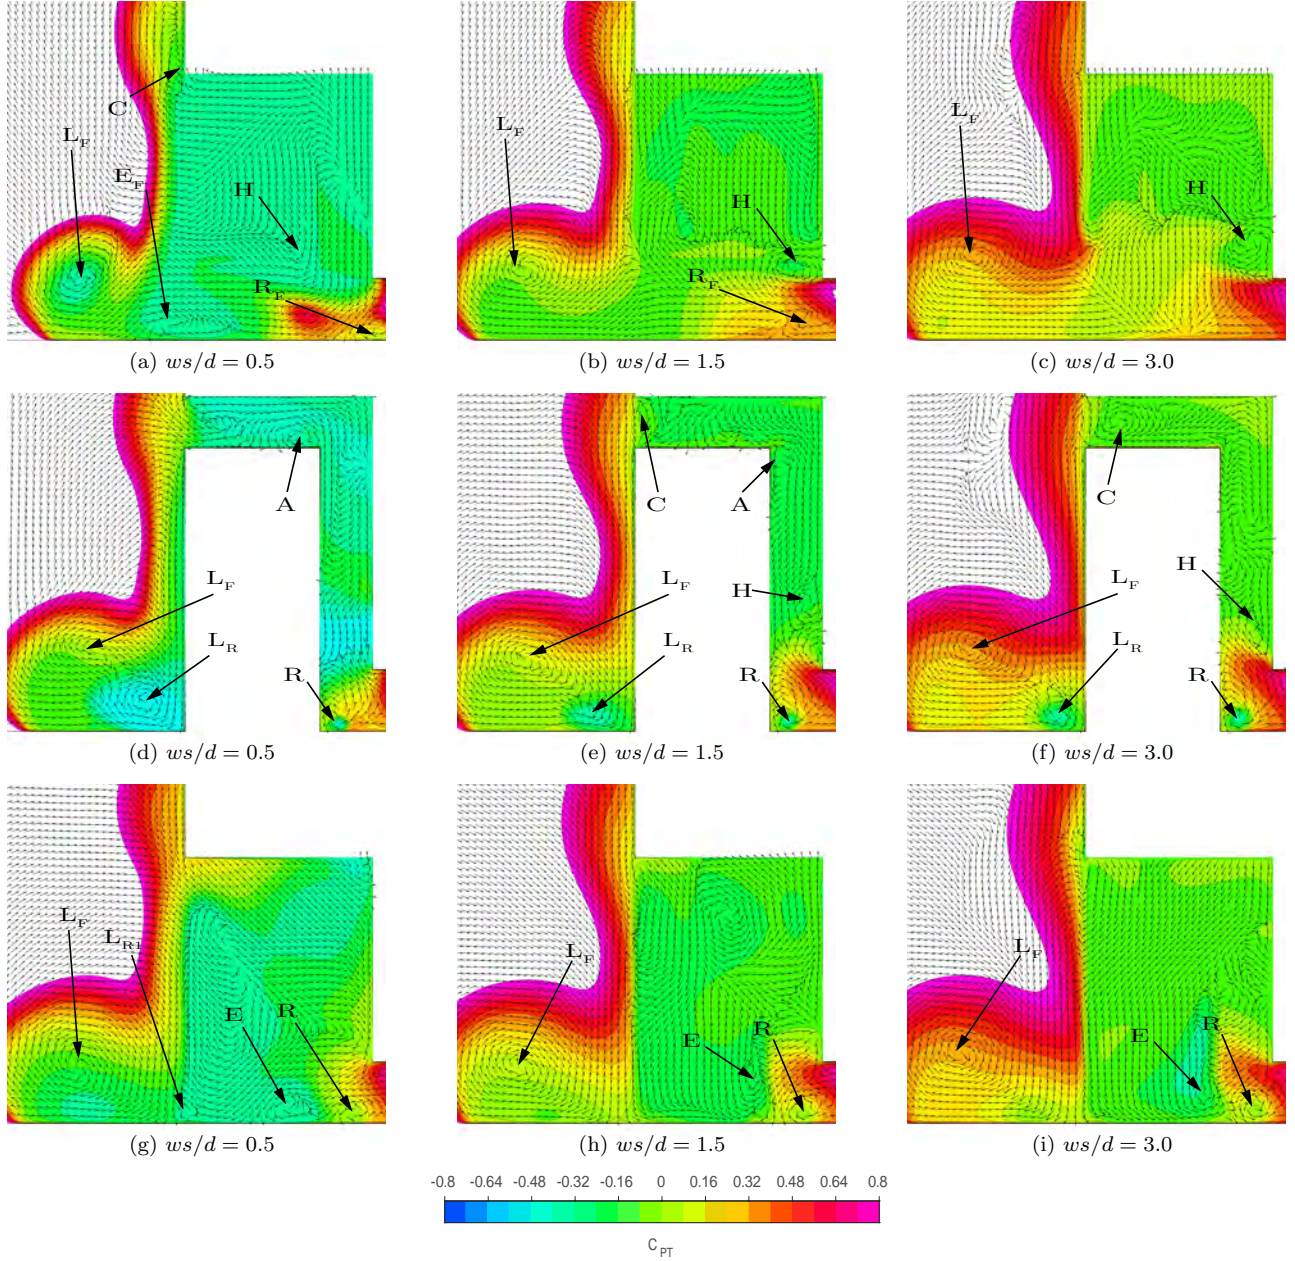 C
L_F
E_F
H
R_F
L_F
H
R_F
L_F
H
(a) ws/d = 0.5
(b) ws/d = 1.5
(c) ws/d = 3.0
A
L_F
L_R
R
C
A
L_F
H
L_R
R
C
H
L_F
L_R
R
(d) ws/d = 0.5
(e) ws/d = 1.5
(f) ws/d = 3.0
L_F
L_R1
E
R
L_F
E
R
L_F
E
R
(g) ws/d = 0.5
(h) ws/d = 1.5
(i) ws/d = 3.0
-0.8 -0.64 -0.48 -0.32 -0.16 0 0.16 0.32 0.48 0.64 0.8
C_PT